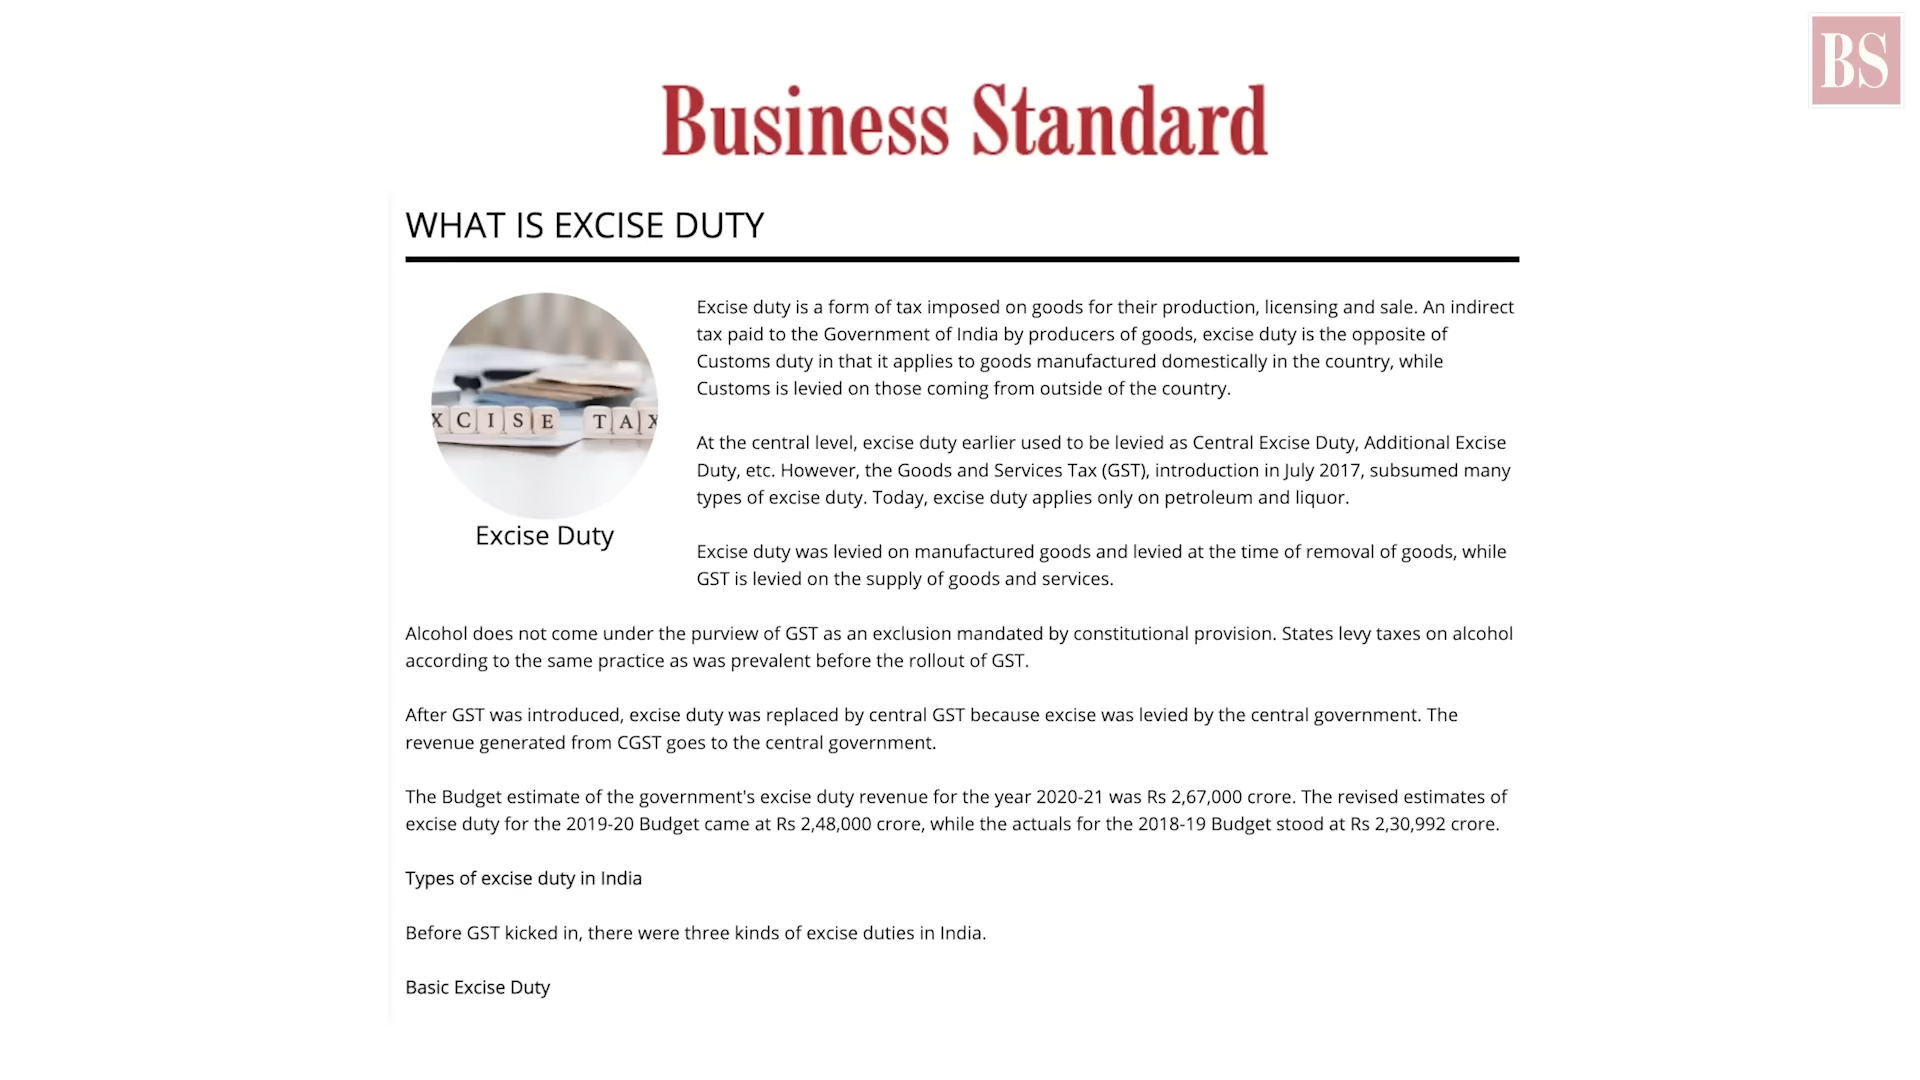 BS
Business Standard
WHAT IS EXCISE DUTY
XCISE TAX
Excise Duty
Excise duty is a form of tax imposed on goods for their production, licensing and sale. An indirect
tax paid to the Government of India by producers of goods, excise duty is the opposite of
Customs duty in that it applies to goods manufactured domestically in the country, while
Customs is levied on those coming from outside of the country.
At the central level, excise duty earlier used to be levied as Central Excise Duty, Additional Excise
Duty, etc. However, the Goods and Services Tax (GST), introduction in July 2017, subsumed many
types of excise duty. Today, excise duty applies only on petroleum and liquor.
Excise duty was levied on manufactured goods and levied at the time of removal of goods, while
GST is levied on the supply of goods and services.
Alcohol does not come under the purview of GST as an exclusion mandated by constitutional provision. States levy taxes on alcohol
according to the same practice as was prevalent before the rollout of GST.
After GST was introduced, excise duty was replaced by central GST because excise was levied by the central government. The
revenue generated from CGST goes to the central government.
The Budget estimate of the government's excise duty revenue for the year 2020-21 was Rs 2,67,000 crore. The revised estimates of
excise duty for the 2019-20 Budget came at Rs 2,48,000 crore, while the actuals for the 2018-19 Budget stood at Rs 2,30,992 crore.
Types of excise duty in India
Before GST kicked in, there were three kinds of excise duties in India.
Basic Excise Duty